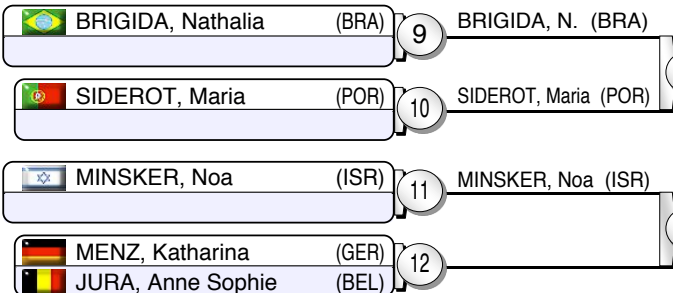 BRIGIDA, Nathalia (BRA) 9 BRIGIDA, N. (BRA)
SIDEROT, Maria (POR) 10 SIDEROT, Maria (POR)
MINSKER, Noa (ISR) 11 MINSKER, Noa (ISR)
MENZ, Katharina (GER) 12
JURA, Anne Sophie (BEL)